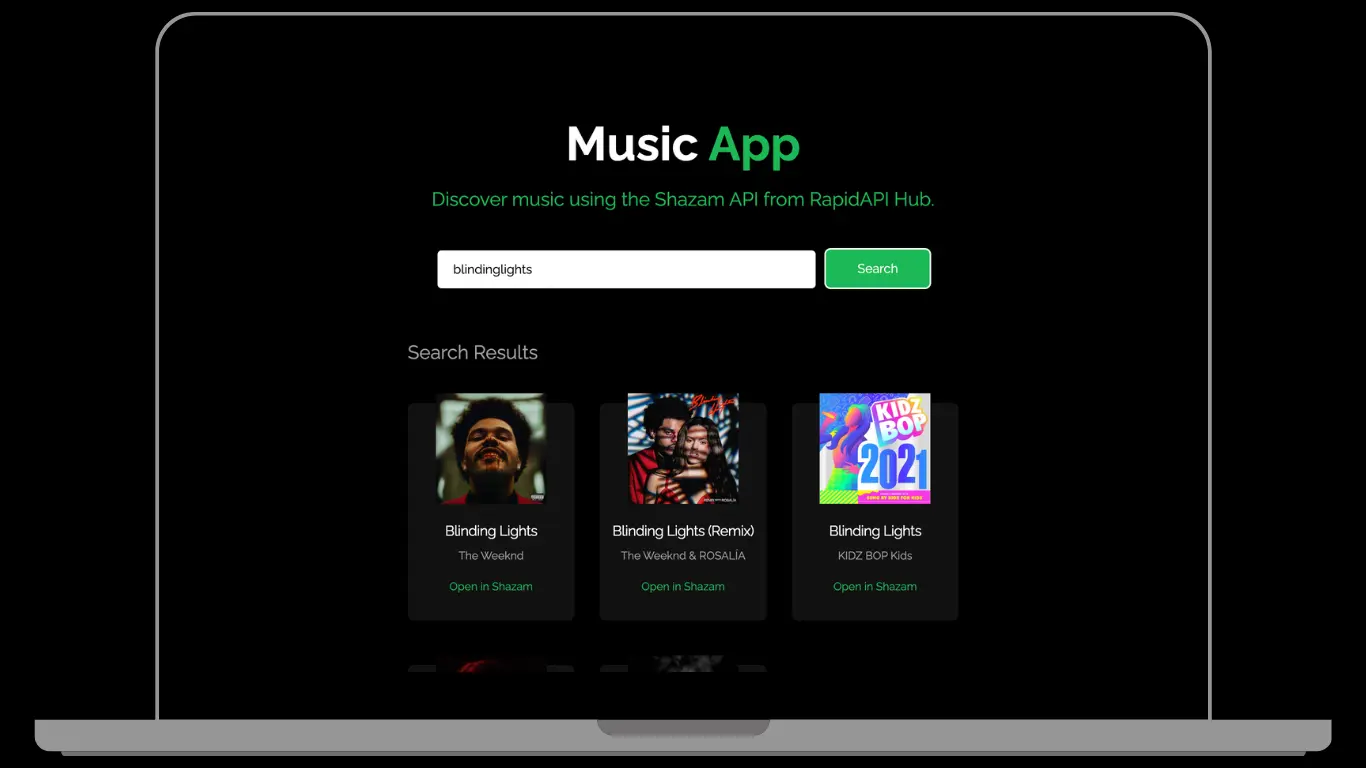 Music App
Discover music using the Shazam API from RapidAPI Hub.
blindinglights
Search
Search Results
KIDZ
BOP
2021
Blinding Lights
Blinding Lights (Remix)
Blinding Lights
The Weeknd
The Weeknd & ROSALÍA
KIDZ BOP Kids
Open in Shazam
Open in Shazam
Open in Shazam